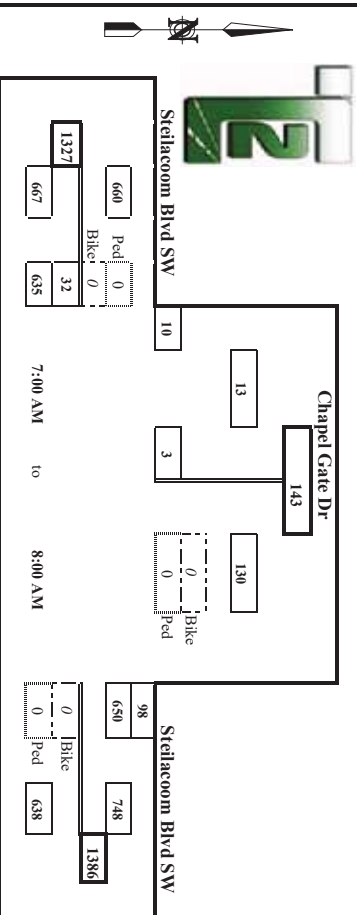 N
Chapel Gate Dr
143
13
130
10
3
Bike
0
0
Ped
Steilacoom Blvd SW
Steilacoom Blvd SW
660
Ped
0
Bike
0
1327
32
667
635
98
650
748
1386
0
Bike
0
Ped
638
7:00 AM to 8:00 AM